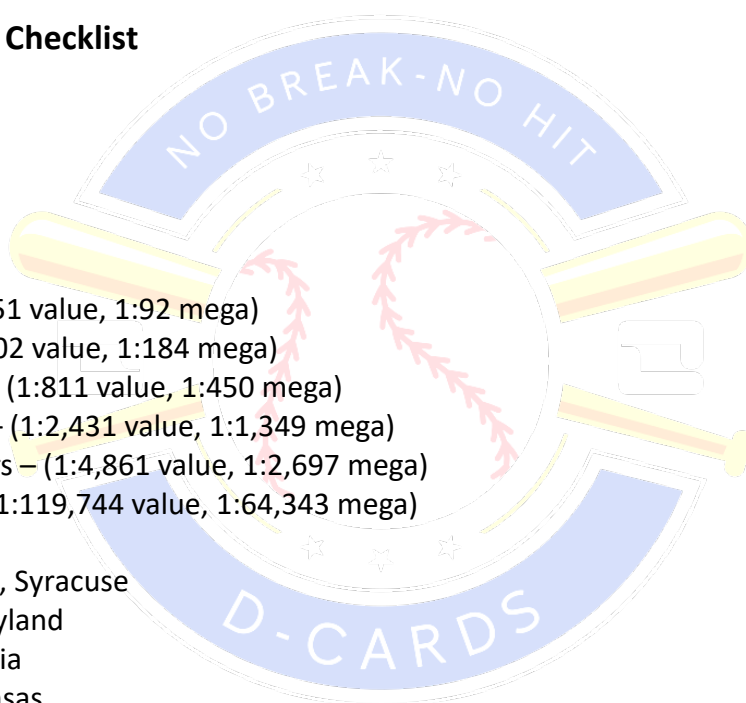 Checklist
NO BREAK-NO HIT
51 value, 1:92 mega)
02 value, 1:184 mega)
(1:811 value, 1:450 mega)
– (1:2,431 value, 1:1,349 mega)
rs – (1:4,861 value, 1:2,697 mega)
1:119,744 value, 1:64,343 mega)
, Syracuse
yland
ia
nsas
D-CARDS